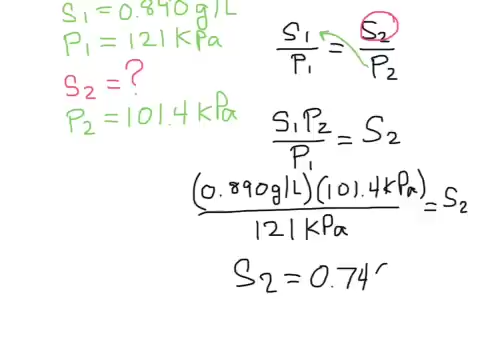 S₁ = 0.890 g/L
P₁ = 121 kPa
S₂ = ?
P₂ = 101.4 kPa
S₁/P₁ = S₂/P₂
S₁P₂/P₁ = S₂
(0.890 g/L)(101.4 kPa)/121 kPa = S₂
S₂ = 0.74